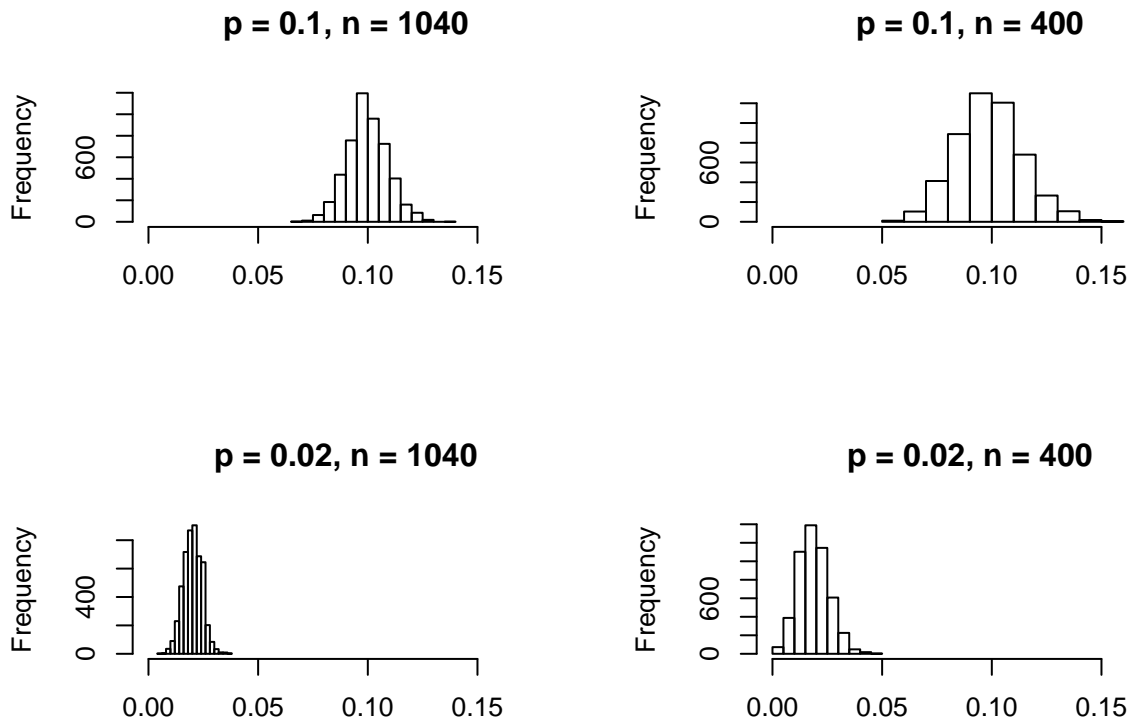 p = 0.1, n = 1040
Frequency
0 600
0.00 0.05 0.10 0.15
p = 0.1, n = 400
Frequency
0 600
0.00 0.05 0.10 0.15
p = 0.02, n = 1040
Frequency
0 400
0.00 0.05 0.10 0.15
p = 0.02, n = 400
Frequency
0 600
0.00 0.05 0.10 0.15